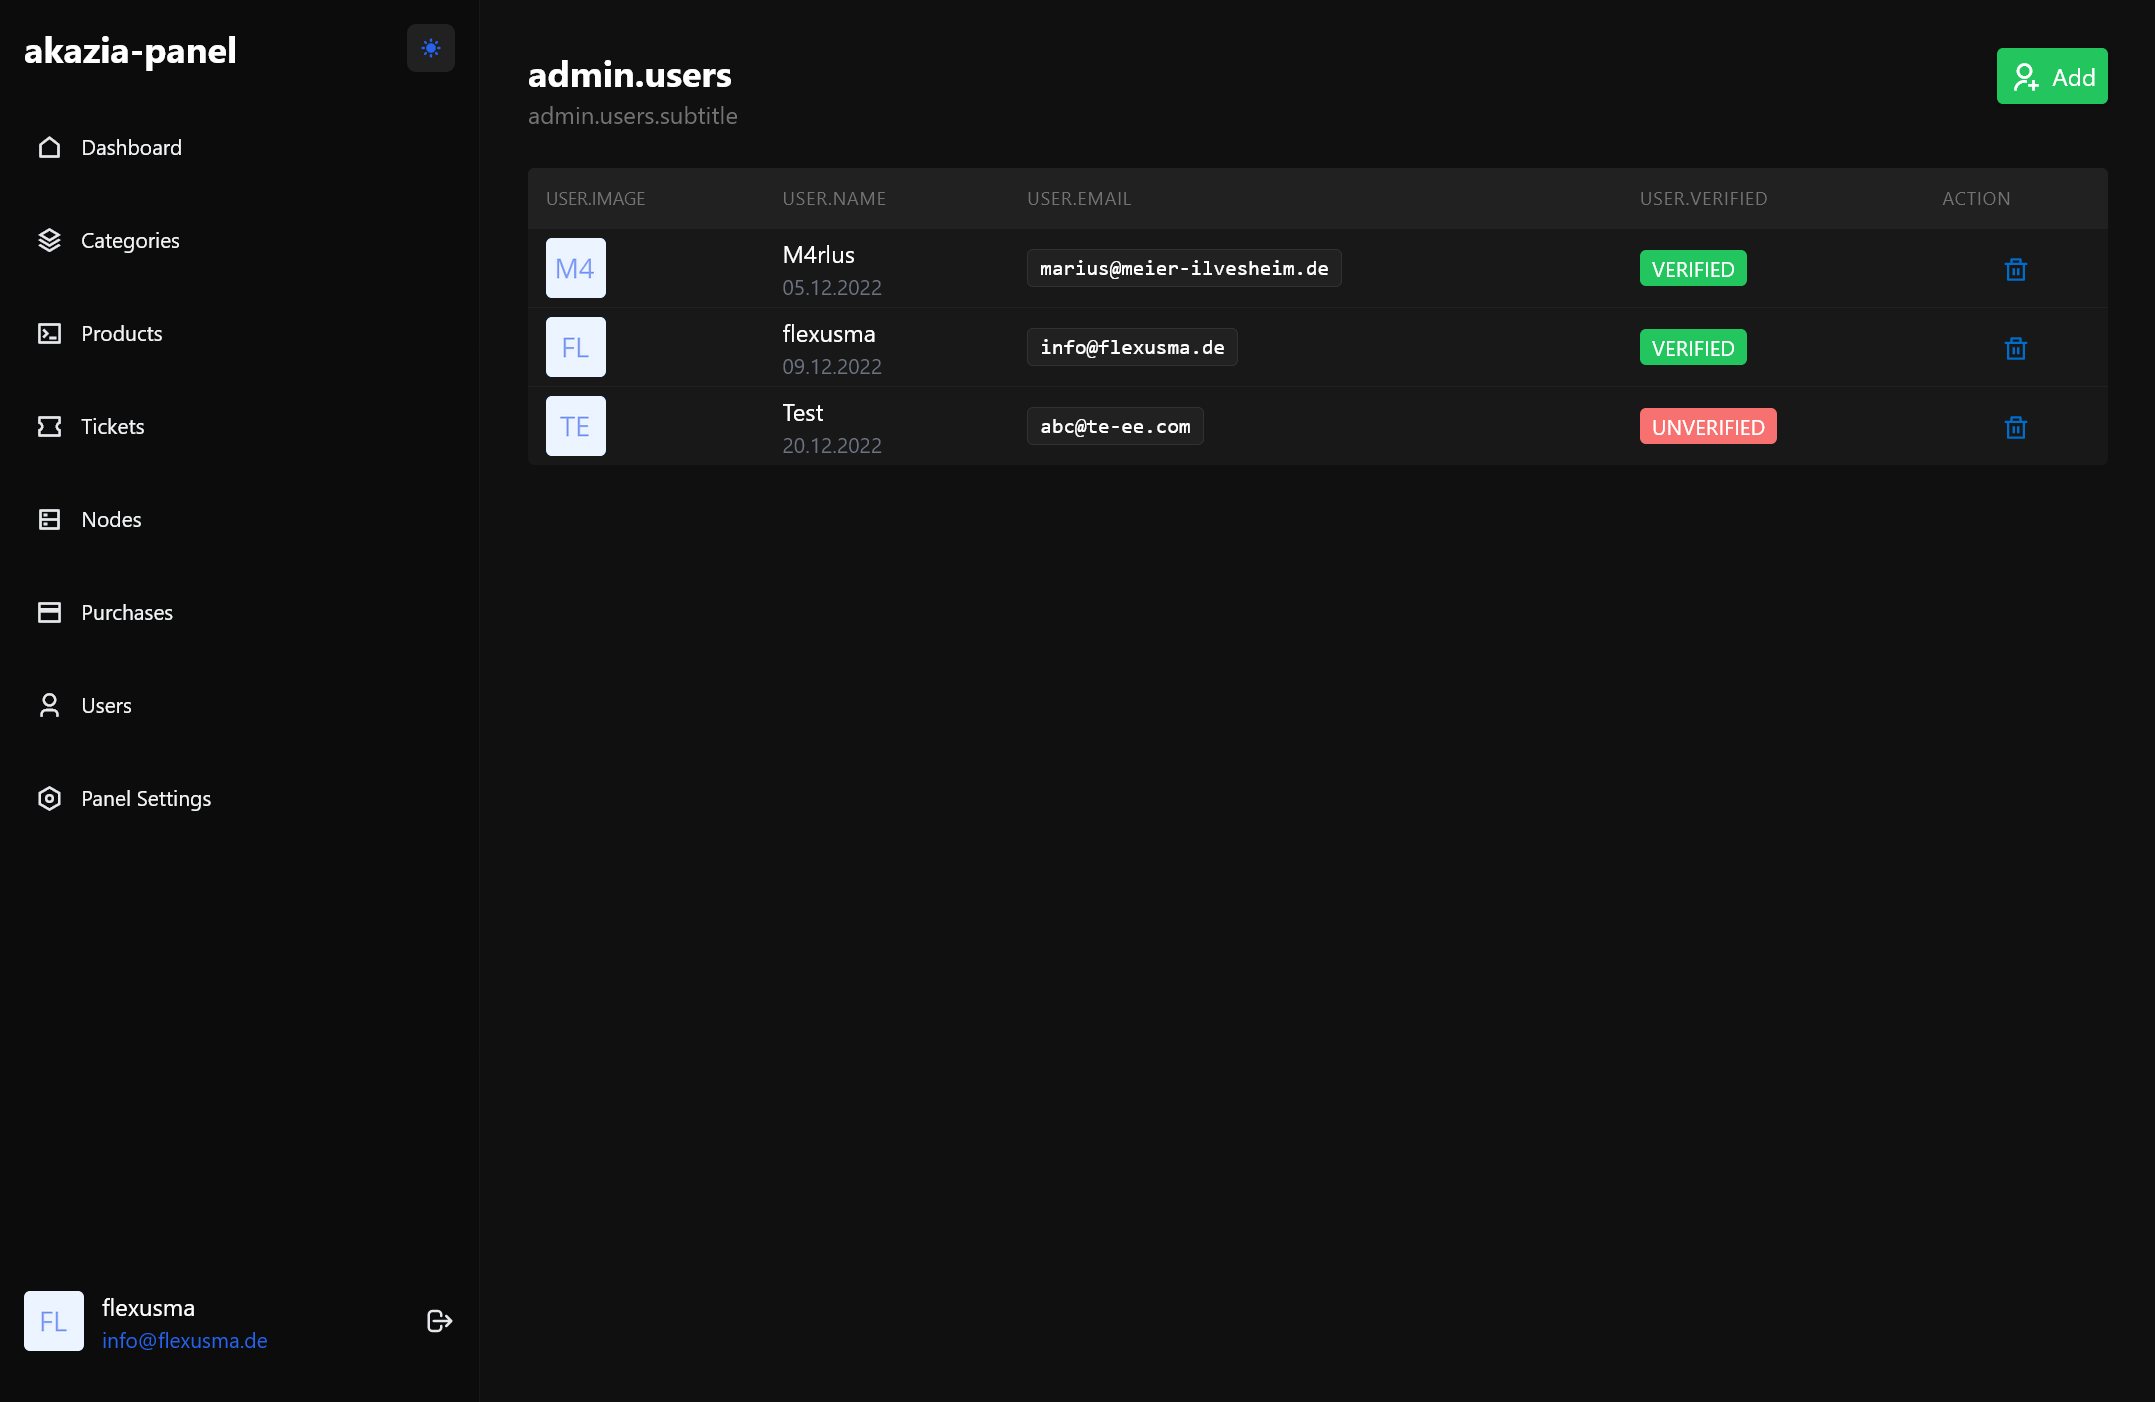 akazia-panel
Dashboard
Categories
Products
Tickets
Nodes
Purchases
Users
Panel Settings
FL
flexusma
info@flexusma.de
admin.users
admin.users.subtitle
Add
USER.IMAGE USER.NAME USER.EMAIL USER.VERIFIED ACTION
M4 M4rlus marius@meier-ilvesheim.de VERIFIED
05.12.2022
FL flexusma info@flexusma.de VERIFIED
09.12.2022
TE Test abc@te-ee.com UNVERIFIED
20.12.2022